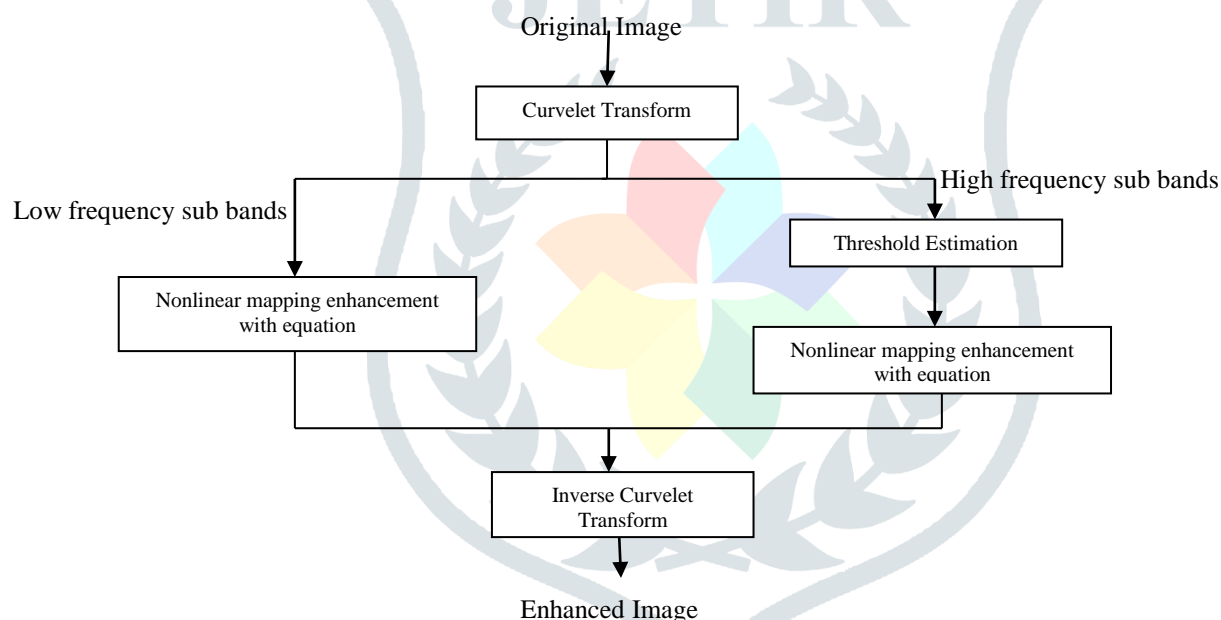 JETIR
Original Image
Curvelet Transform
High frequency sub bands
Low frequency sub bands
Threshold Estimation
Nonlinear mapping enhancement
with equation
Nonlinear mapping enhancement
with equation
Inverse Curvelet
Transform
Enhanced Image